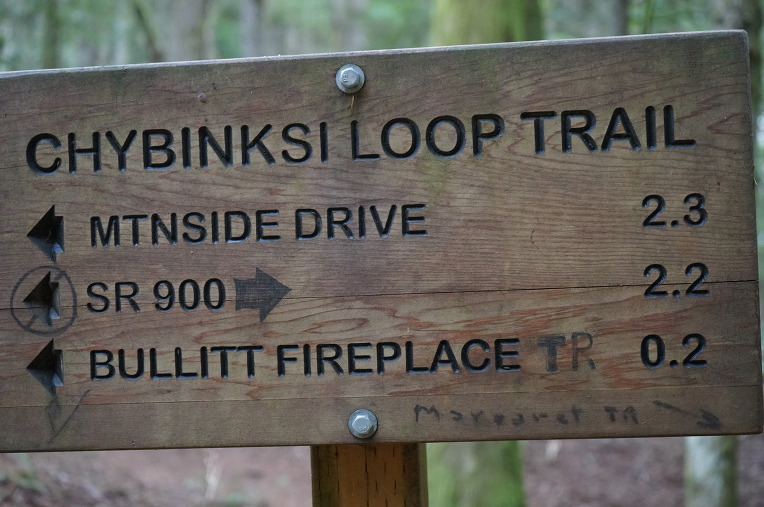 CHYBINKSI LOOP TRAIL
MTNSIDE DRIVE 2.3
SR 900 2.2
BULLITT FIREPLACE TR 0.2
Margaret TR